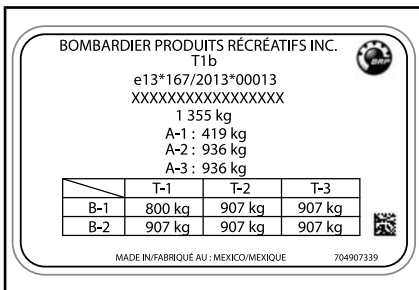 BOMBARDIER PRODUITS RÉCRÉATIFS INC.
T1b
BRP
e13*167/2013*00013
XXXXXXXXXXXXXXXXX
1 355 kg
A-1 : 419 kg
A-2 : 936 kg
A-3 : 936 kg
T-1 T-2 T-3
B-1 800 kg 907 kg 907 kg
B-2 907 kg 907 kg 907 kg
MADE IN/FABRIQUÉ AU : MEXICO/MEXIQUE 704907339